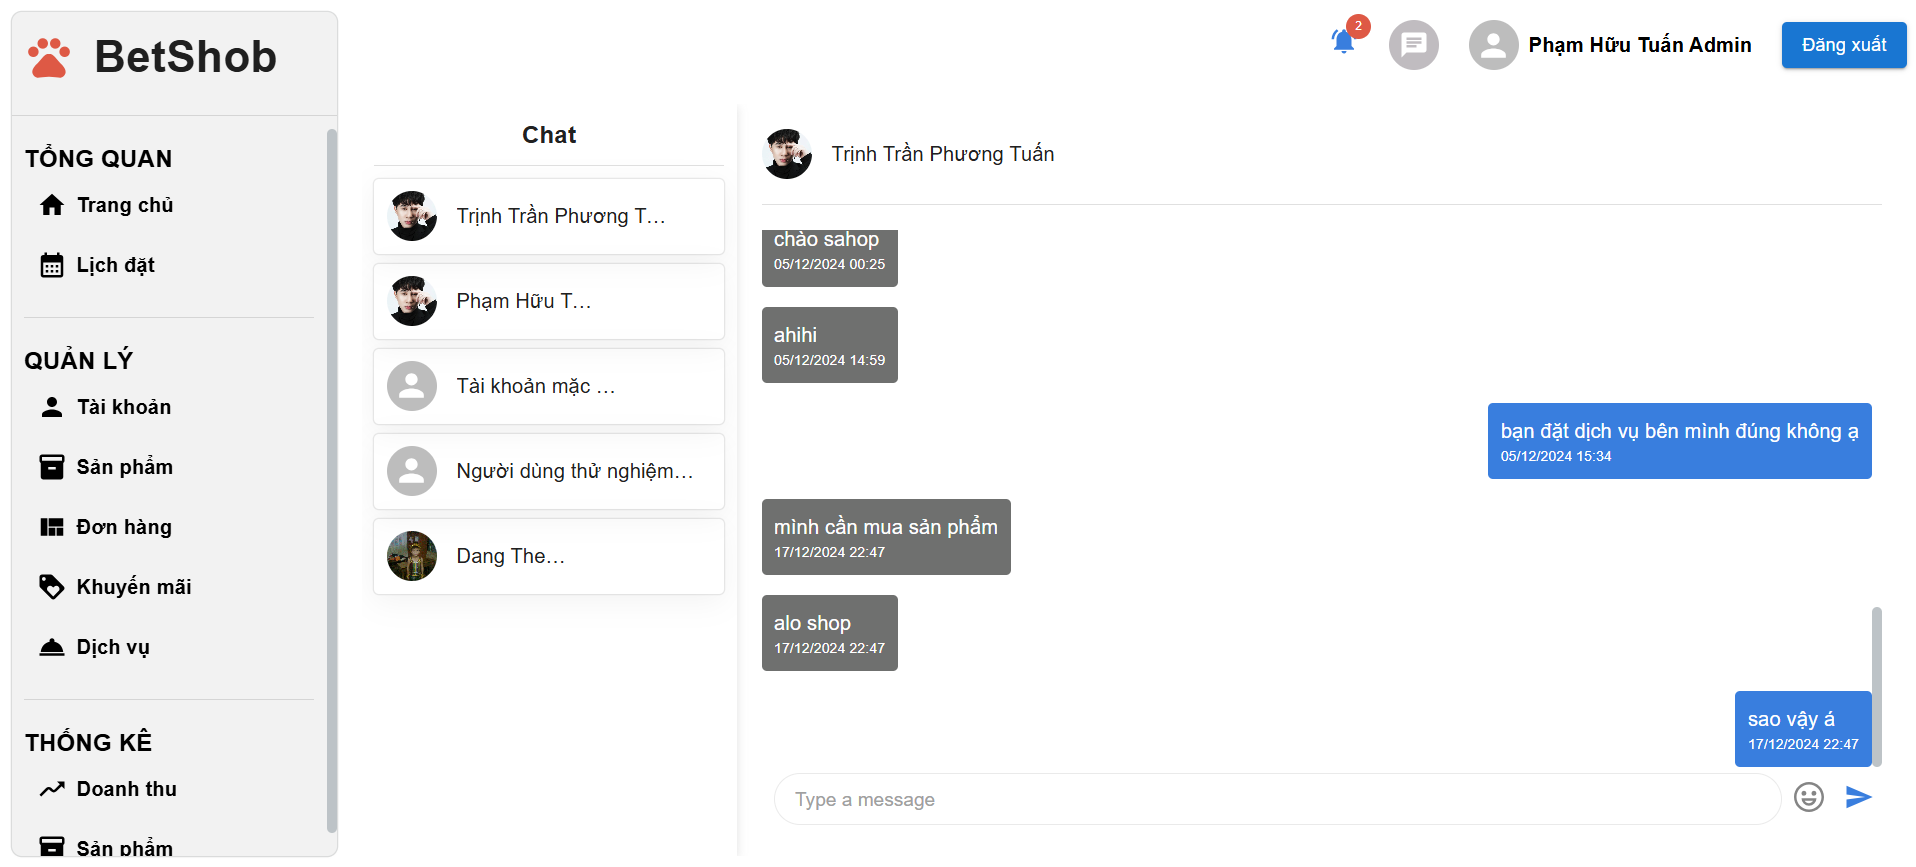 BetShob
2
Phạm Hữu Tuấn Admin
Đăng xuất
TỔNG QUAN
Trang chủ
Lịch đặt
QUẢN LÝ
Tài khoản
Sản phẩm
Đơn hàng
Khuyến mãi
Dịch vụ
THỐNG KÊ
Doanh thu
Sản phẩm
Chat
Trịnh Trần Phương T...
Phạm Hữu T...
Tài khoản mặc ...
Người dùng thử nghiệm...
Dang The...
Trịnh Trần Phương Tuấn
chào sahop
05/12/2024 00:25
ahihi
05/12/2024 14:59
bạn đặt dịch vụ bên mình đúng không ạ
05/12/2024 15:34
mình cần mua sản phẩm
17/12/2024 22:47
alo shop
17/12/2024 22:47
sao vậy á
17/12/2024 22:47
Type a message